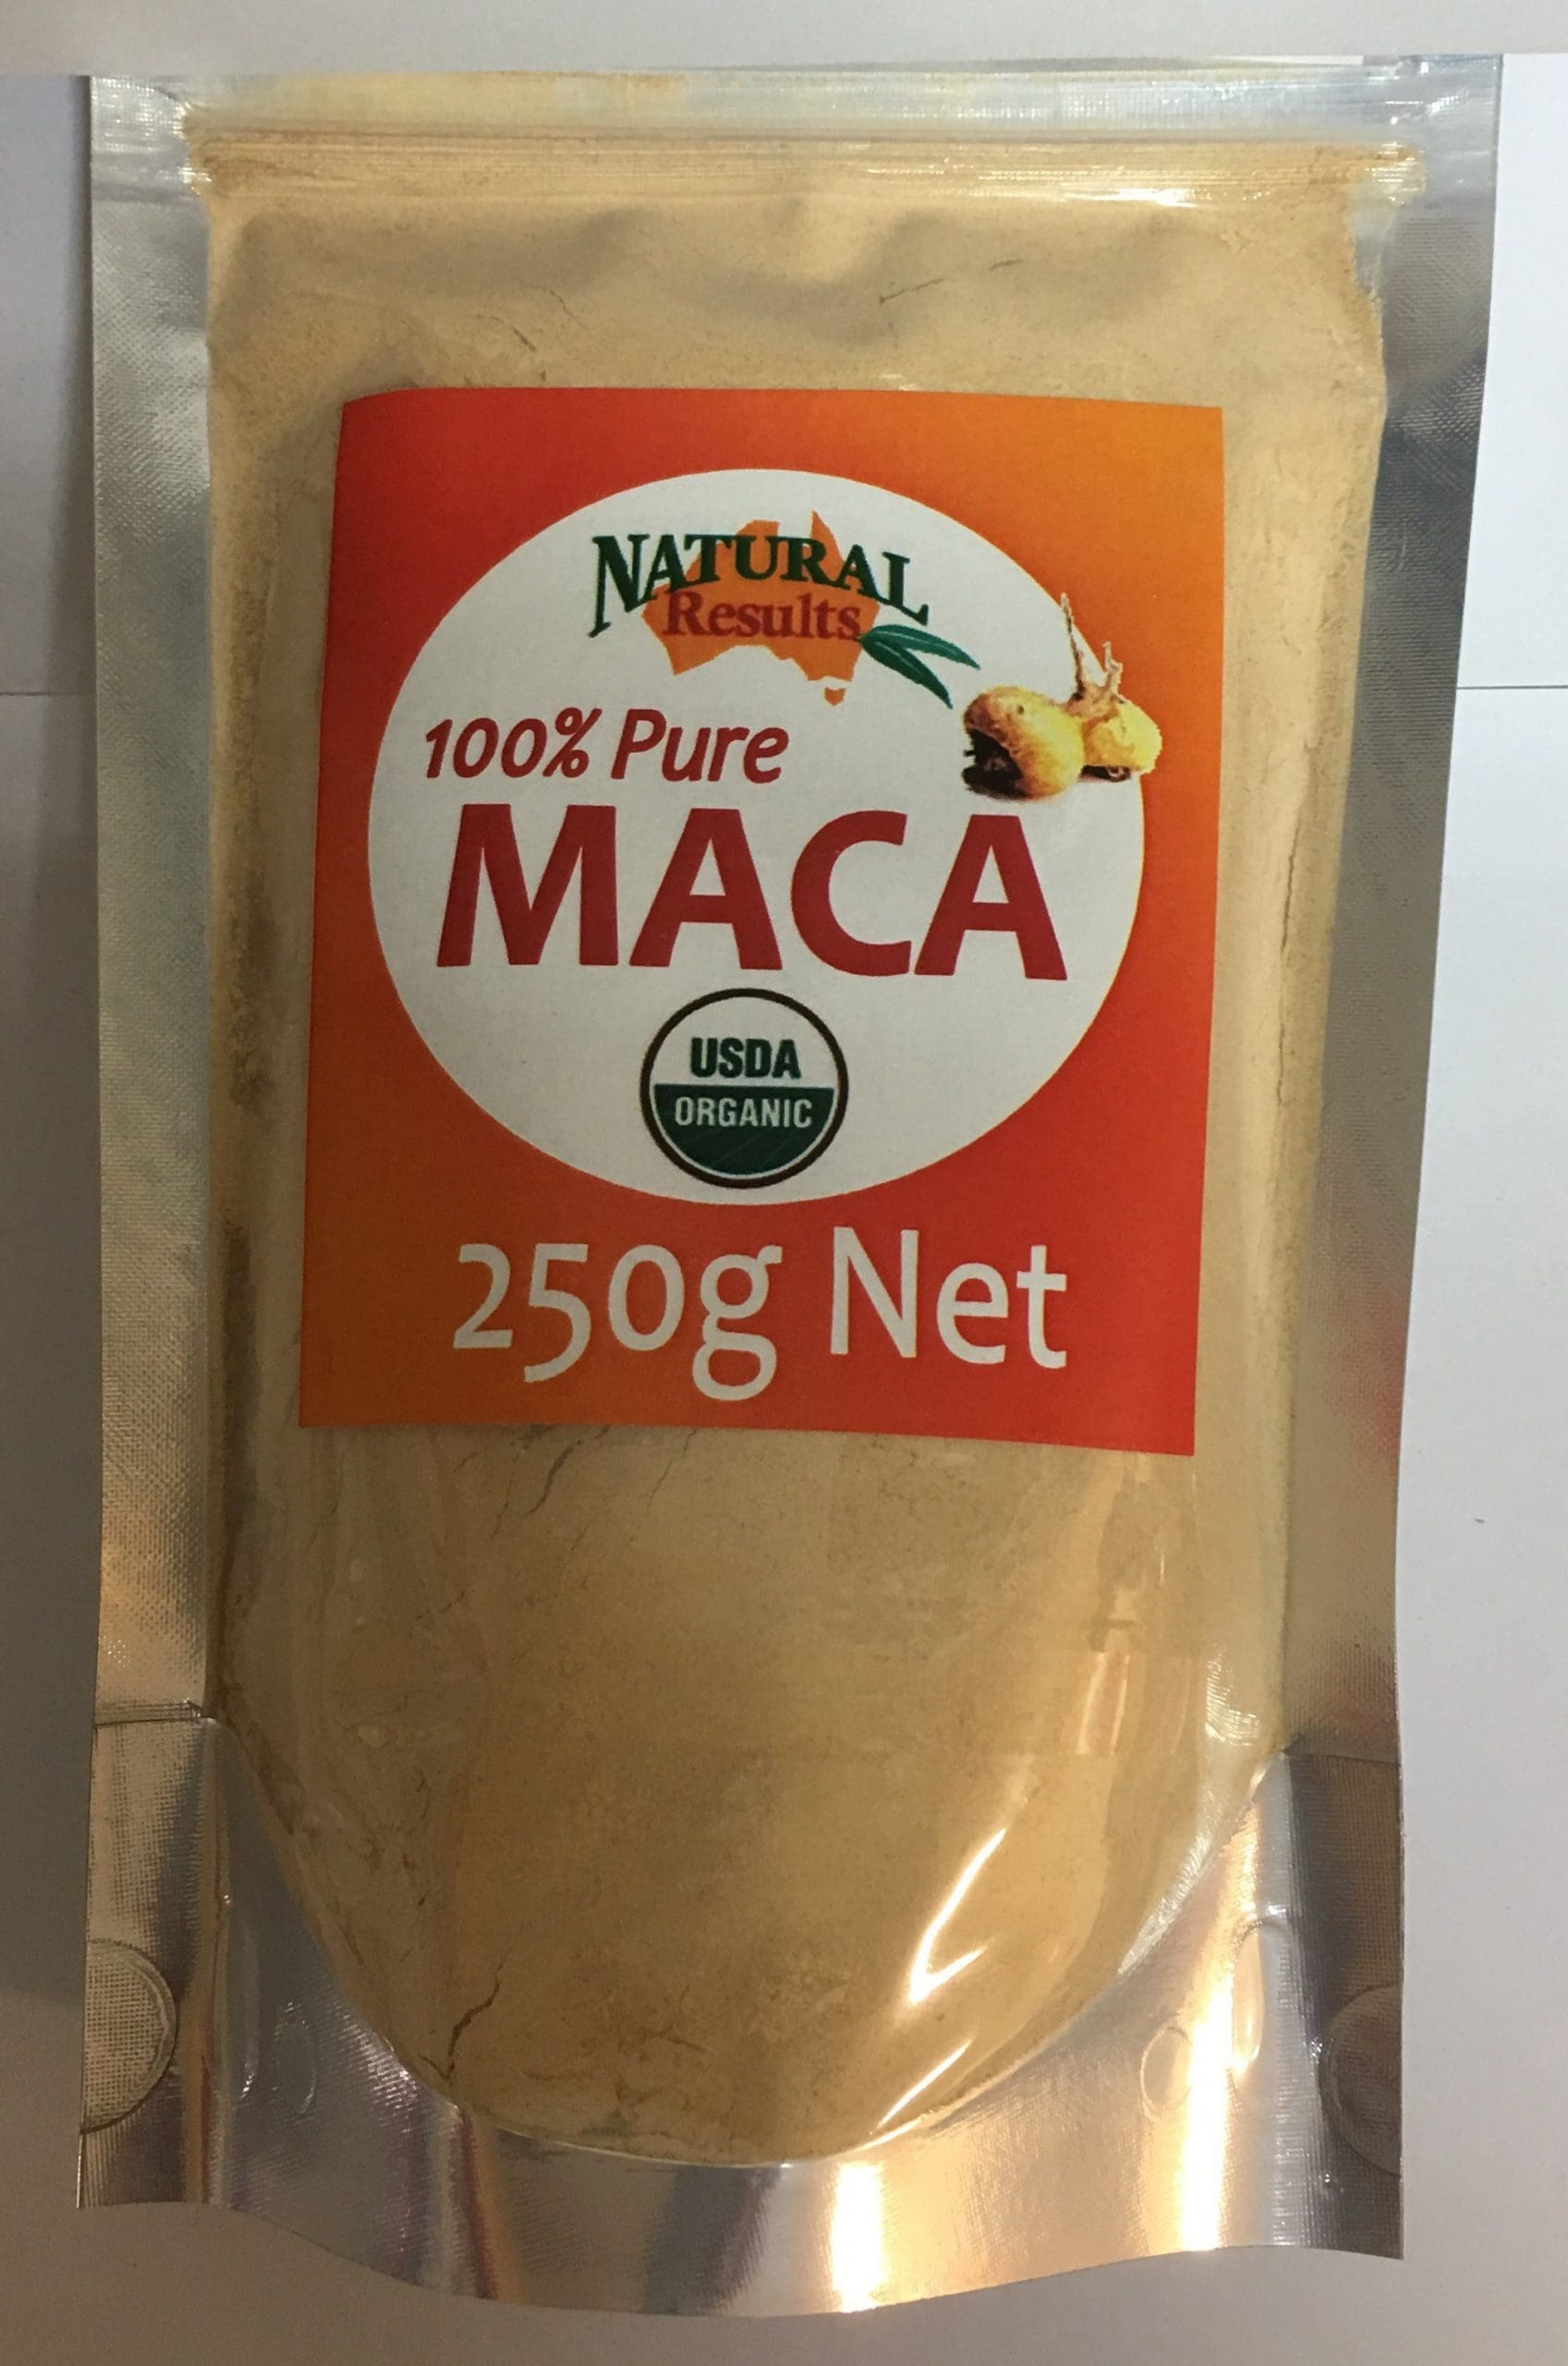 NATURAL
Results
100% Pure
MACA
USDA
ORGANIC
250g Net